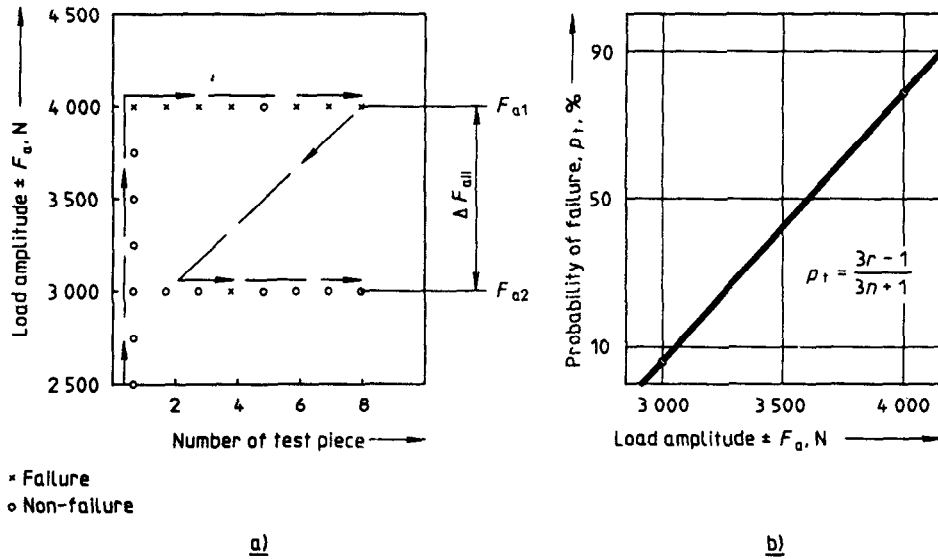 Load amplitude ± Fa, N
4 500
4 000
3 500
3 000
2 500
2 4 6 8
Number of test piece
Fa1
ΔFall
Fa2
× Failure
o Non-failure
a)
Probability of failure, pt, %
90
50
10
pt = 3r − 1 / 3n + 1
3 000 3 500 4 000
Load amplitude ± Fa, N
b)